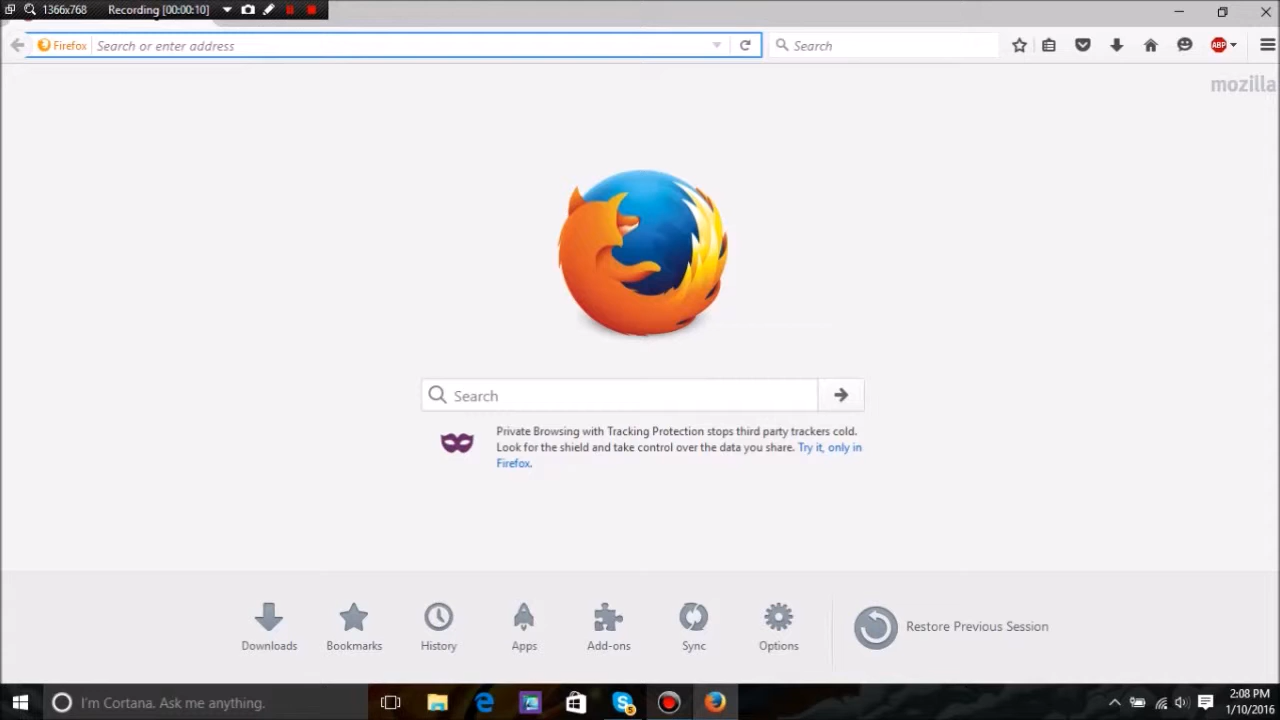 1366x768 Recording [00:00:10]
Firefox Search or enter address Search ABP
mozilla
Search
Private Browsing with Tracking Protection stops third party trackers cold.
Look for the shield and take control over the data you share. Try it, only in
Firefox.
Downloads Bookmarks History Apps Add-ons Sync Options Restore Previous Session
I'm Cortana. Ask me anything. 2:08 PM
1/10/2016